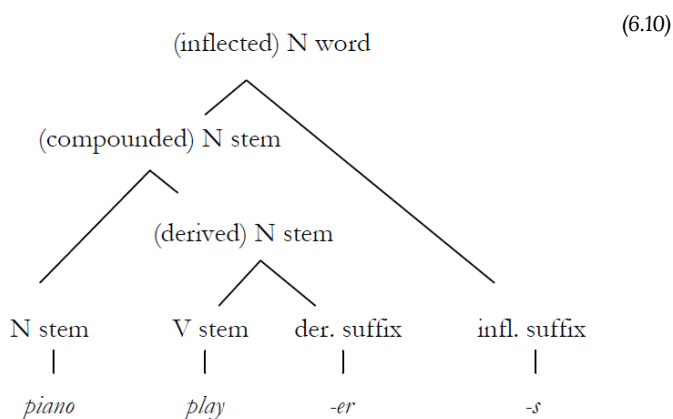 (6.10)
(inflected) N word
(compounded) N stem
(derived) N stem
N stem V stem der. suffix infl. suffix
piano play -er -s